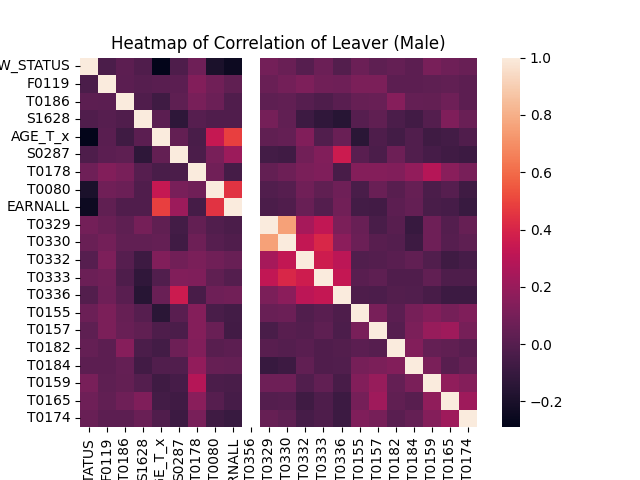 Heatmap of Correlation of Leaver (Male)
W_STATUS
F0119
T0186
S1628
AGE_T_x
S0287
T0178
T0080
EARNALL
T0329
T0330
T0332
T0333
T0336
T0155
T0157
T0182
T0184
T0159
T0165
T0174
TATUS
F0119
T0186
S1628
GE_T_x
S0287
T0178
T0080
RNALL
T0356
T0329
T0330
T0332
T0333
T0336
T0155
T0157
T0182
T0184
T0159
T0165
T0174
1.0
0.8
0.6
0.4
0.2
0.0
−0.2